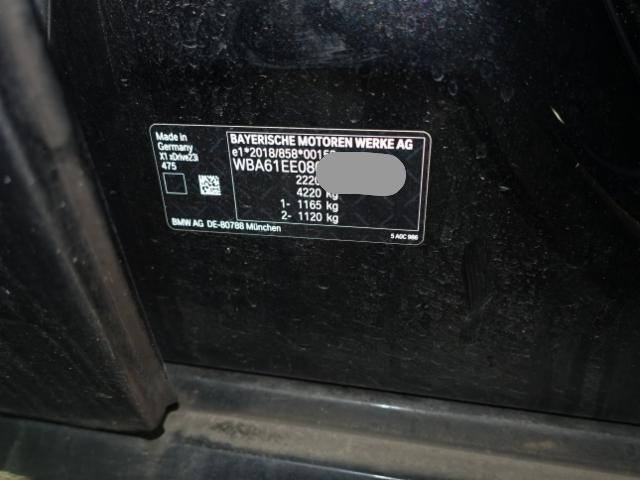 Made in
Germany
X1 xDrive23i
475
BAYERISCHE MOTOREN WERKE AG
e1*2018/858*0015
WBA61EE08
2220
4220 kg
1- 1165 kg
2- 1120 kg
BMW AG DE-80788 München
5 A0C 986